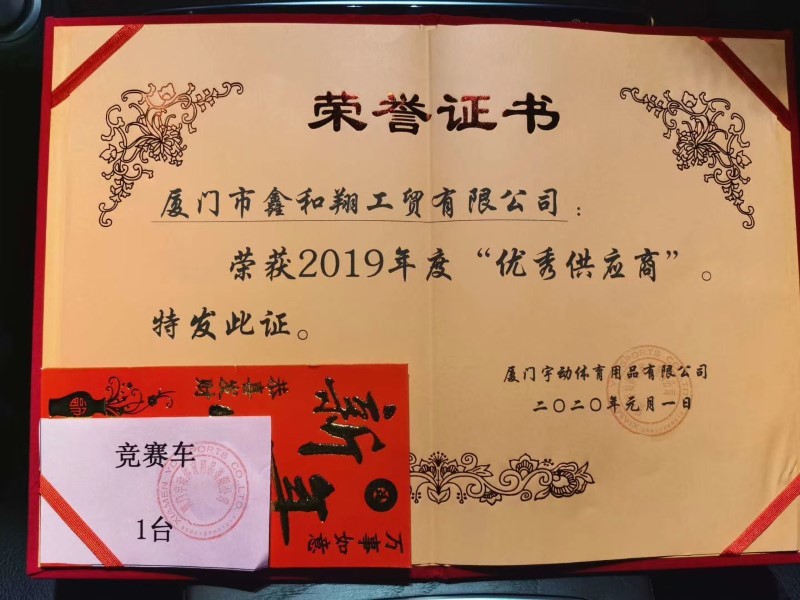 荣誉证书
厦门市鑫和翔工贸有限公司：
荣获2019年度“优秀供应商”。
特发此证。
厦门宇动体育用品有限公司
二〇二〇年元月一日
恭喜发财
新年
万事如意
竞赛车
1台